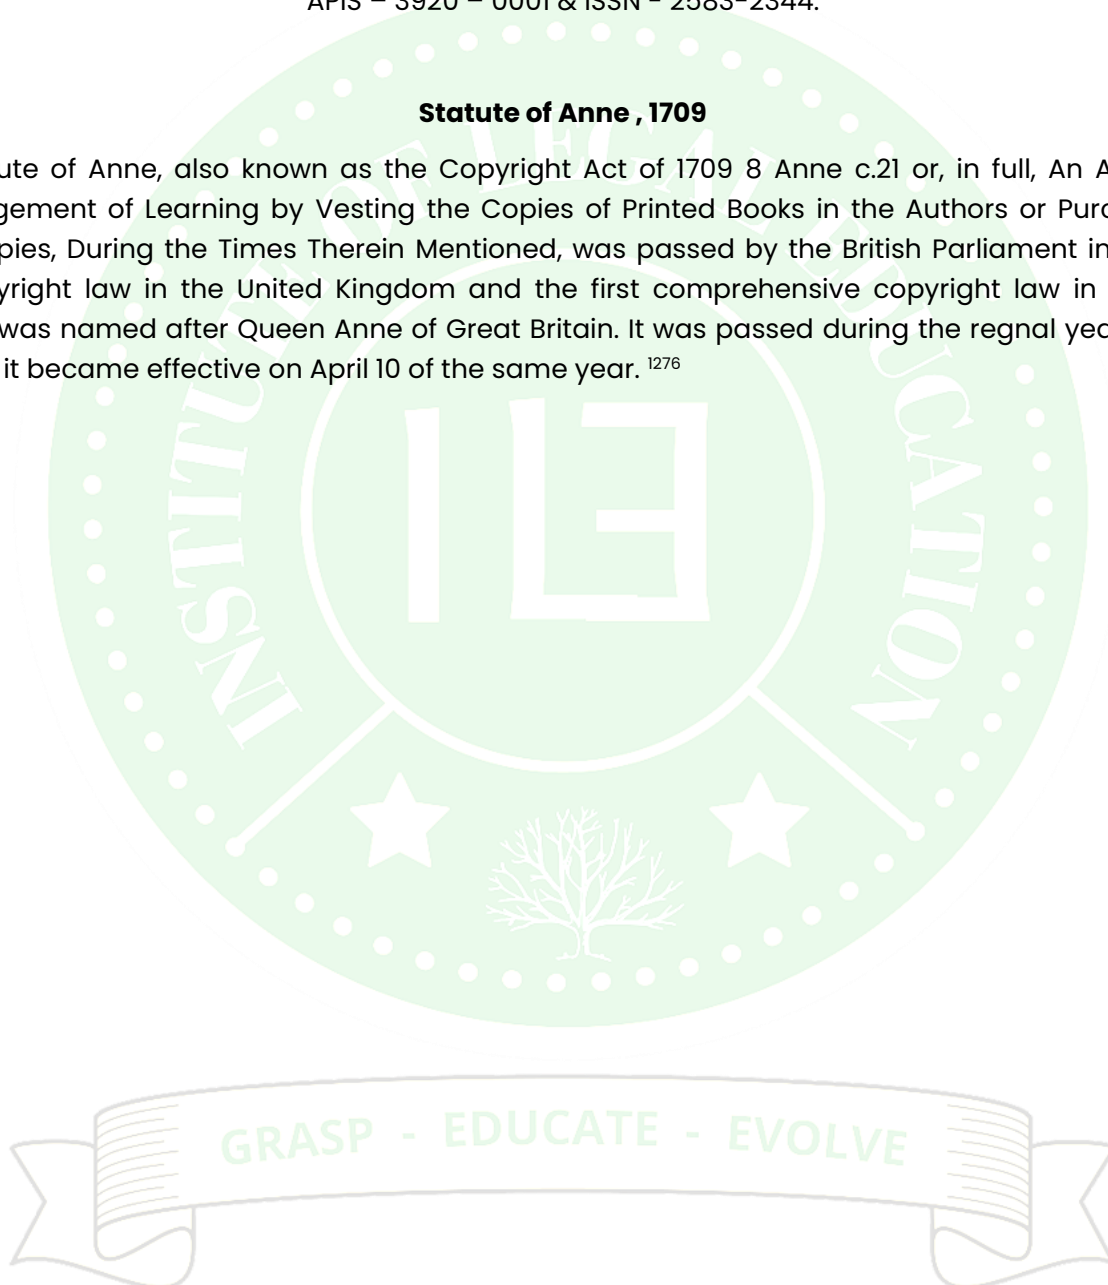 APIS – 3920 – 0001 & ISSN - 2583-2344.
Statute of Anne , 1709
ute of Anne, also known as the Copyright Act of 1709 8 Anne c.21 or, in full, An A
gement of Learning by Vesting the Copies of Printed Books in the Authors or Purc
pies, During the Times Therein Mentioned, was passed by the British Parliament in
yright law in the United Kingdom and the first comprehensive copyright law in
was named after Queen Anne of Great Britain. It was passed during the regnal yea
it became effective on April 10 of the same year. 1276
INSTITUTE OF LEGAL EDUCATION
ILE
GRASP - EDUCATE - EVOLVE